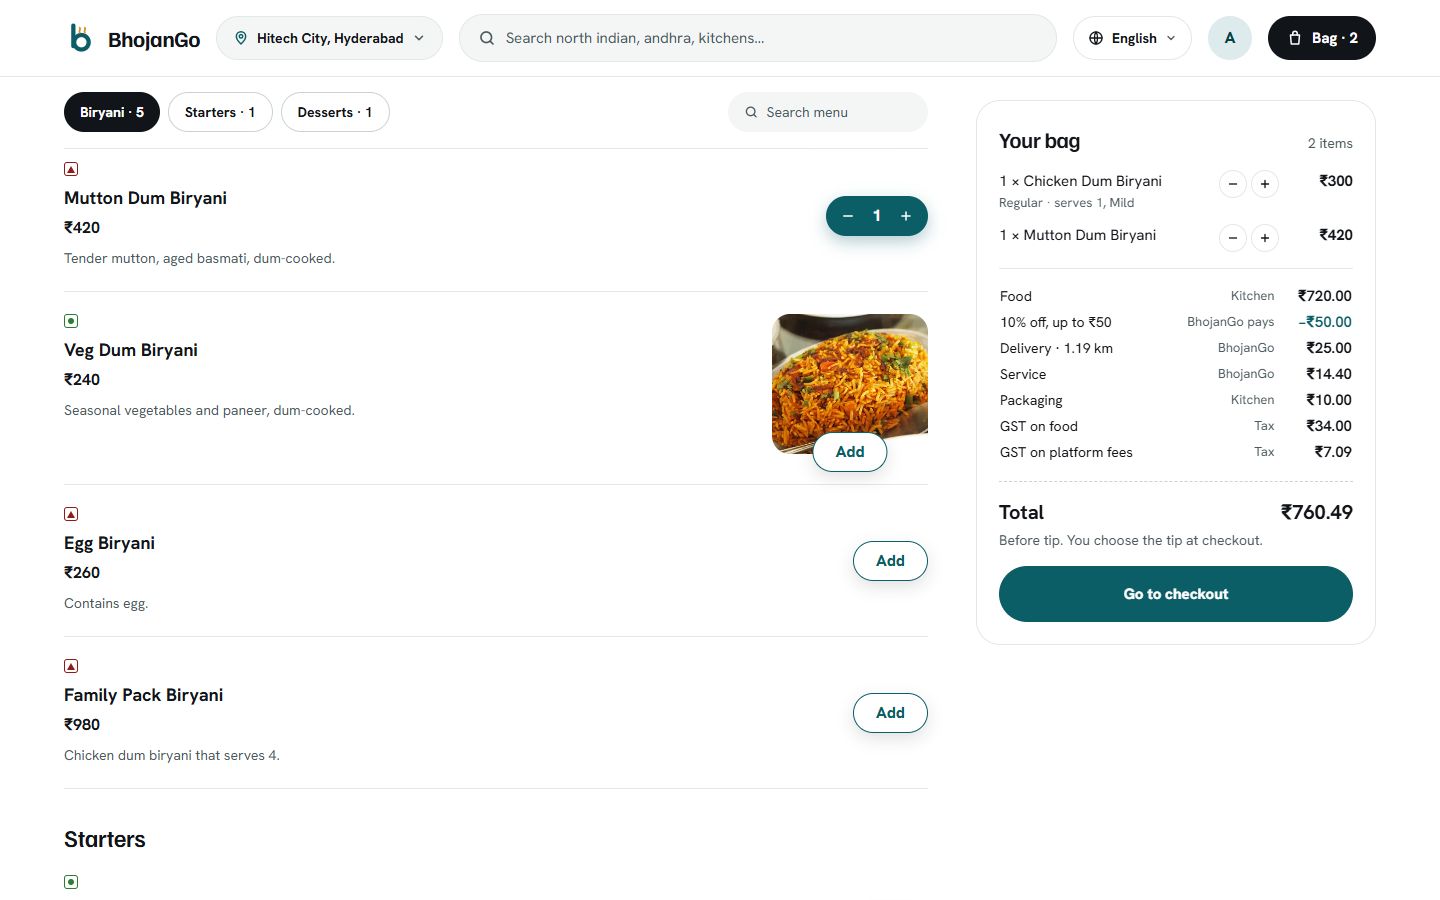 BhojanGo
Hitech City, Hyderabad
Search north indian, andhra, kitchens...
English
A
Bag · 2
Biryani · 5
Starters · 1
Desserts · 1
Search menu
Mutton Dum Biryani
₹420
Tender mutton, aged basmati, dum-cooked.
− 1 +
Veg Dum Biryani
₹240
Seasonal vegetables and paneer, dum-cooked.
Add
Egg Biryani
₹260
Contains egg.
Add
Family Pack Biryani
₹980
Chicken dum biryani that serves 4.
Add
Starters
Your bag
2 items
1 × Chicken Dum Biryani − + ₹300
Regular · serves 1, Mild
1 × Mutton Dum Biryani − + ₹420
Food Kitchen ₹720.00
10% off, up to ₹50 BhojanGo pays −₹50.00
Delivery · 1.19 km BhojanGo ₹25.00
Service BhojanGo ₹14.40
Packaging Kitchen ₹10.00
GST on food Tax ₹34.00
GST on platform fees Tax ₹7.09
Total ₹760.49
Before tip. You choose the tip at checkout.
Go to checkout